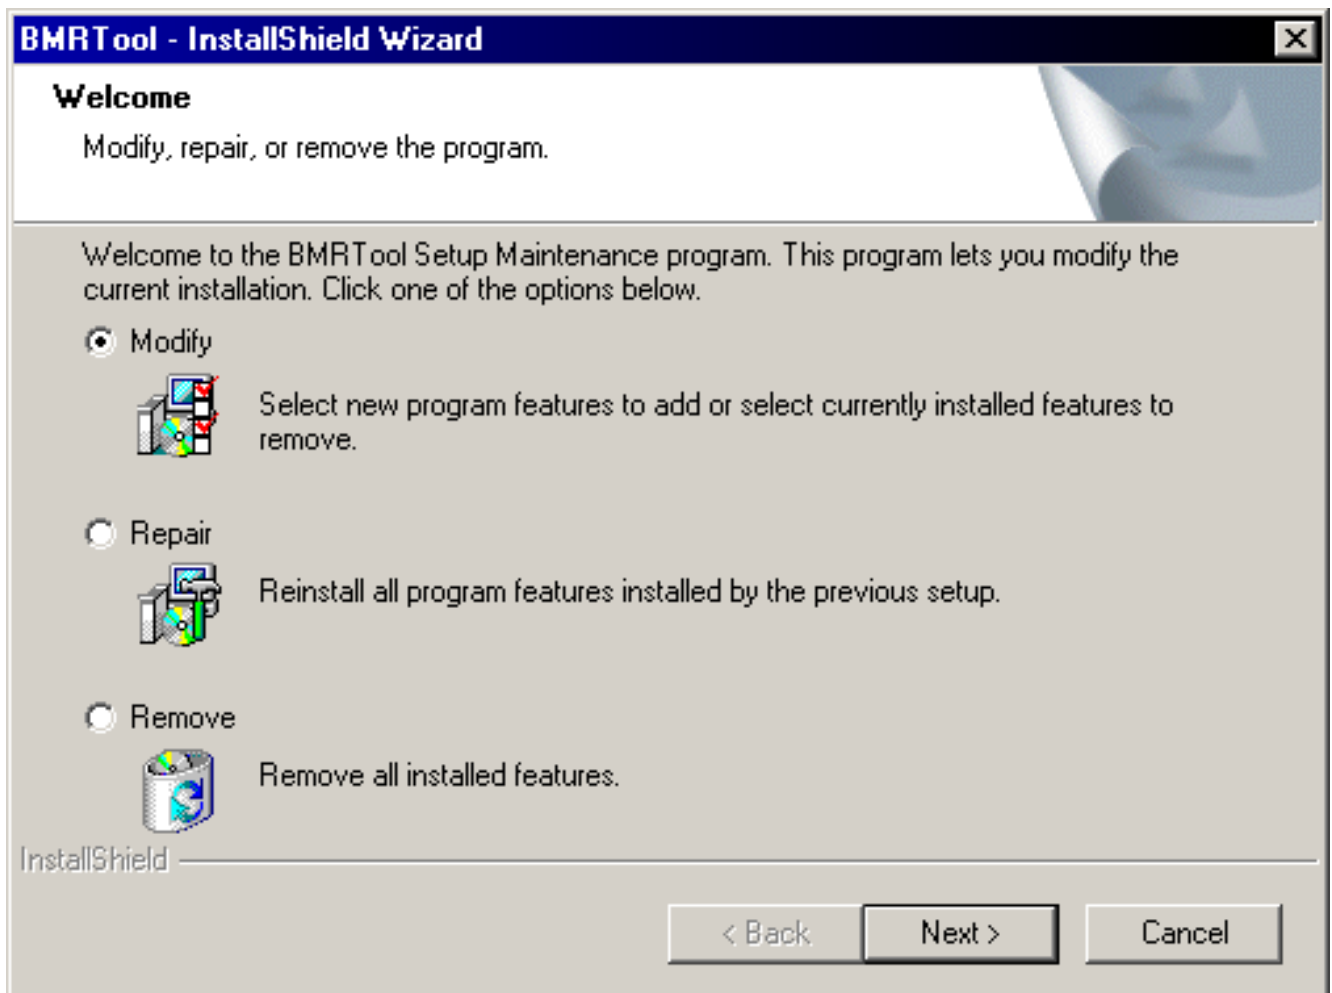 BMRTool - InstallShield Wizard
Welcome
Modify, repair, or remove the program.
Welcome to the BMRTool Setup Maintenance program. This program lets you modify the
current installation. Click one of the options below.
Modify
Select new program features to add or select currently installed features to
remove.
Repair
Reinstall all program features installed by the previous setup.
Remove
Remove all installed features.
InstallShield
< Back
Next >
Cancel